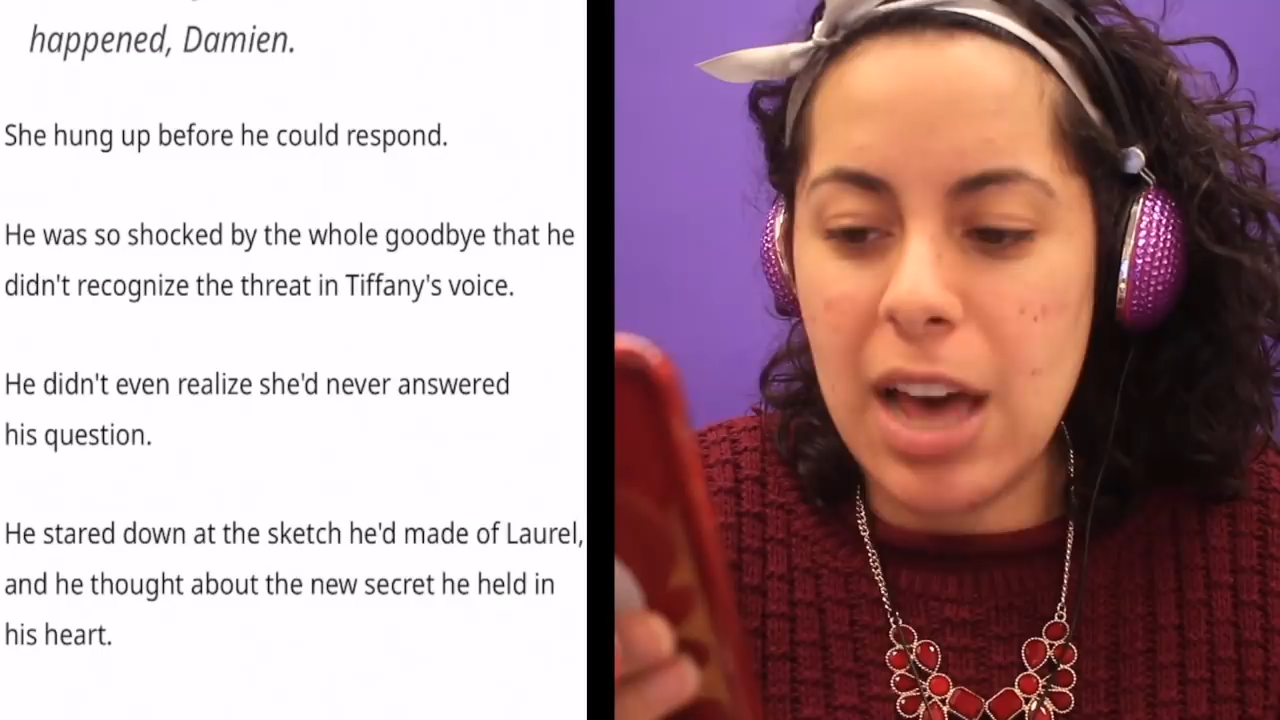 happened, Damien.
She hung up before he could respond.
He was so shocked by the whole goodbye that he
didn't recognize the threat in Tiffany's voice.
He didn't even realize she'd never answered
his question.
He stared down at the sketch he'd made of Laurel,
and he thought about the new secret he held in
his heart.